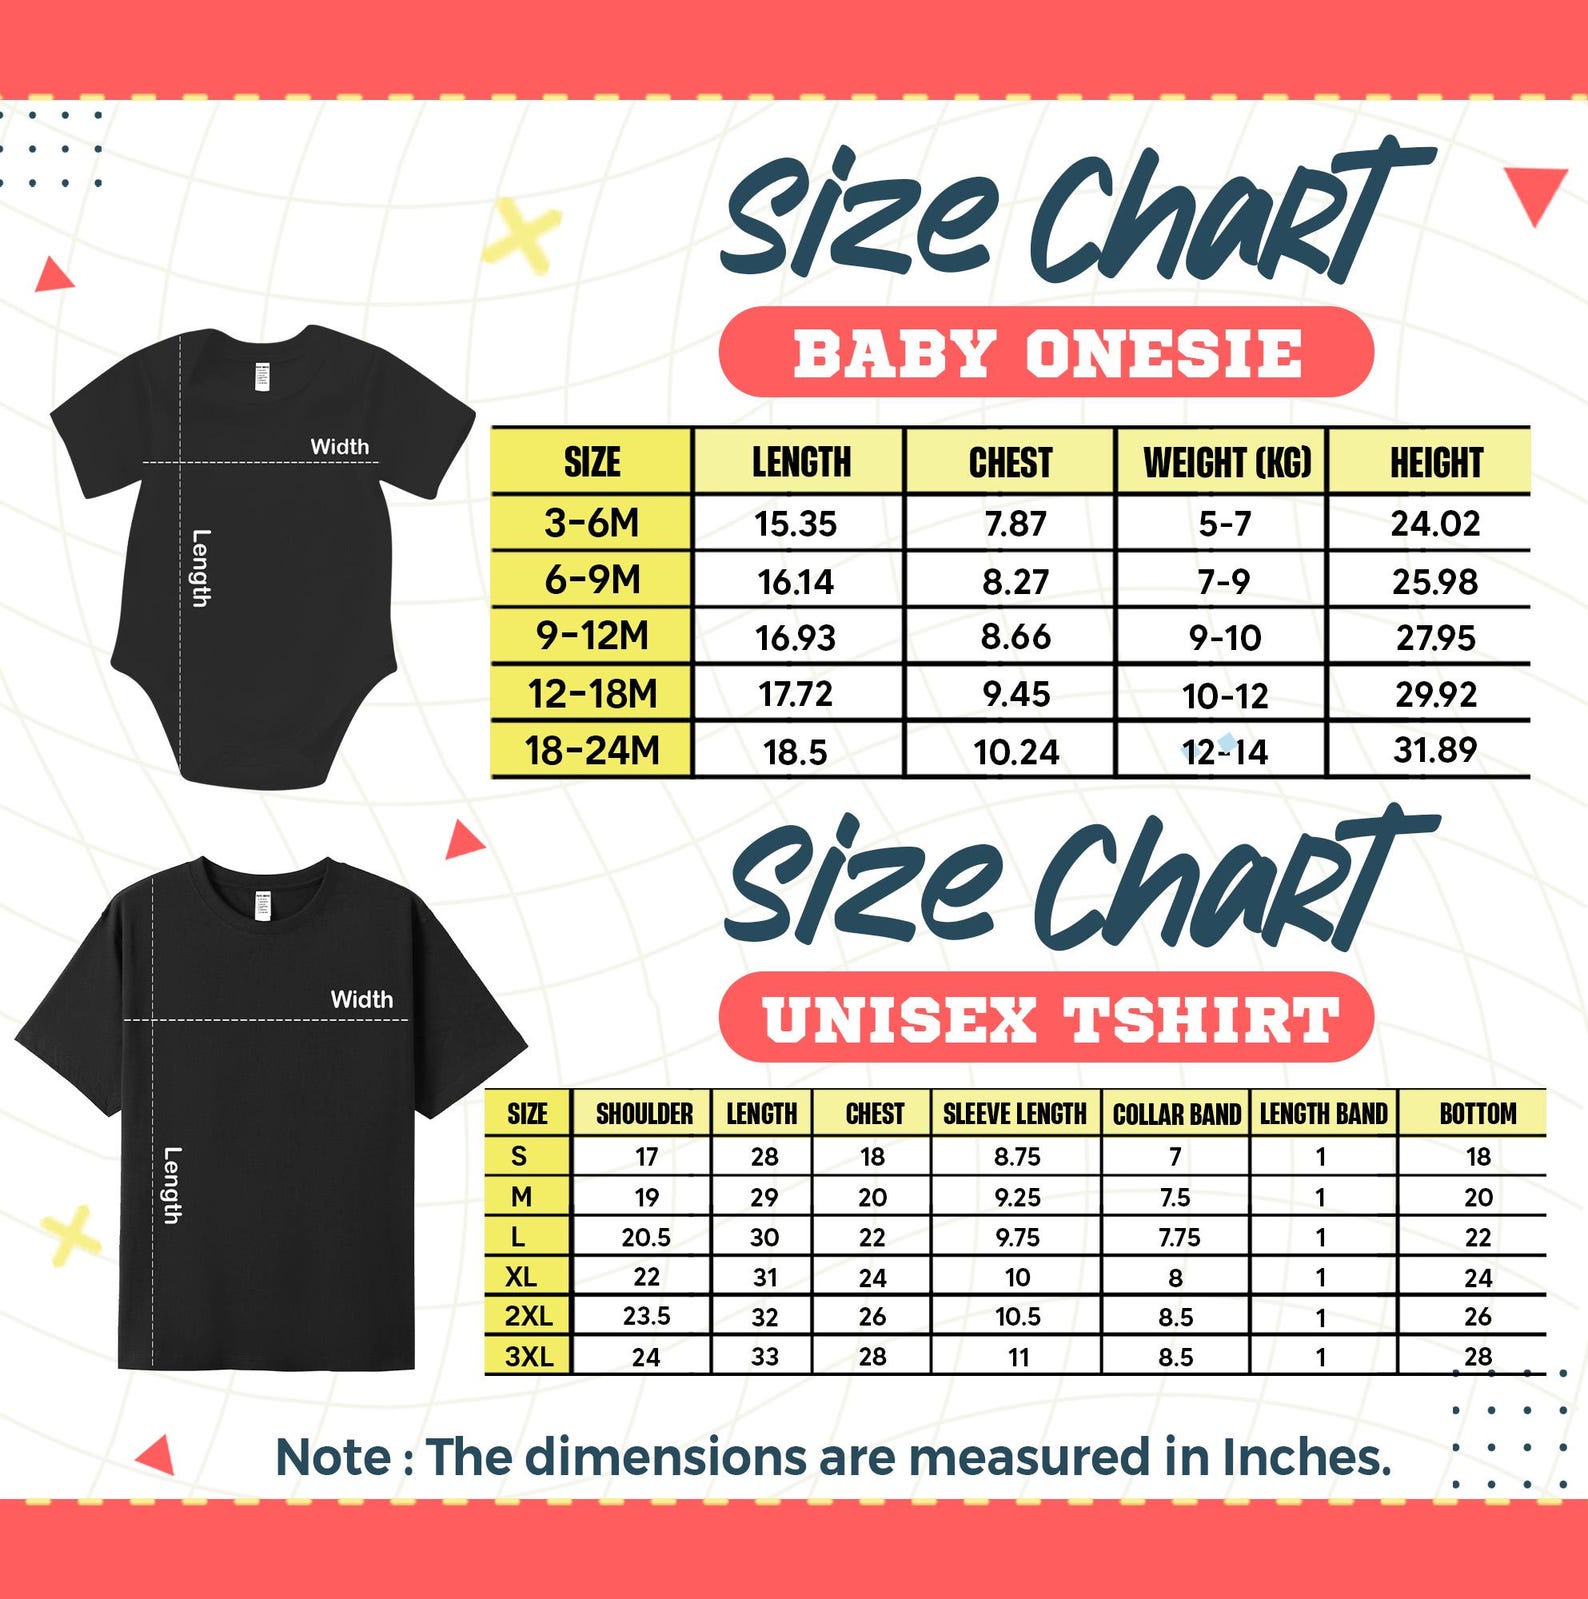 Size Chart
BABY ONESIE
Width
Length
SIZE LENGTH CHEST WEIGHT (KG) HEIGHT
3-6M 15.35 7.87 5-7 24.02
6-9M 16.14 8.27 7-9 25.98
9-12M 16.93 8.66 9-10 27.95
12-18M 17.72 9.45 10-12 29.92
18-24M 18.5 10.24 12-14 31.89
Size Chart
UNISEX TSHIRT
Width
Length
SIZE SHOULDER LENGTH CHEST SLEEVE LENGTH COLLAR BAND LENGTH BAND BOTTOM
S 17 28 18 8.75 7 1 18
M 19 29 20 9.25 7.5 1 20
L 20.5 30 22 9.75 7.75 1 22
XL 22 31 24 10 8 1 24
2XL 23.5 32 26 10.5 8.5 1 26
3XL 24 33 28 11 8.5 1 28
Note : The dimensions are measured in Inches.